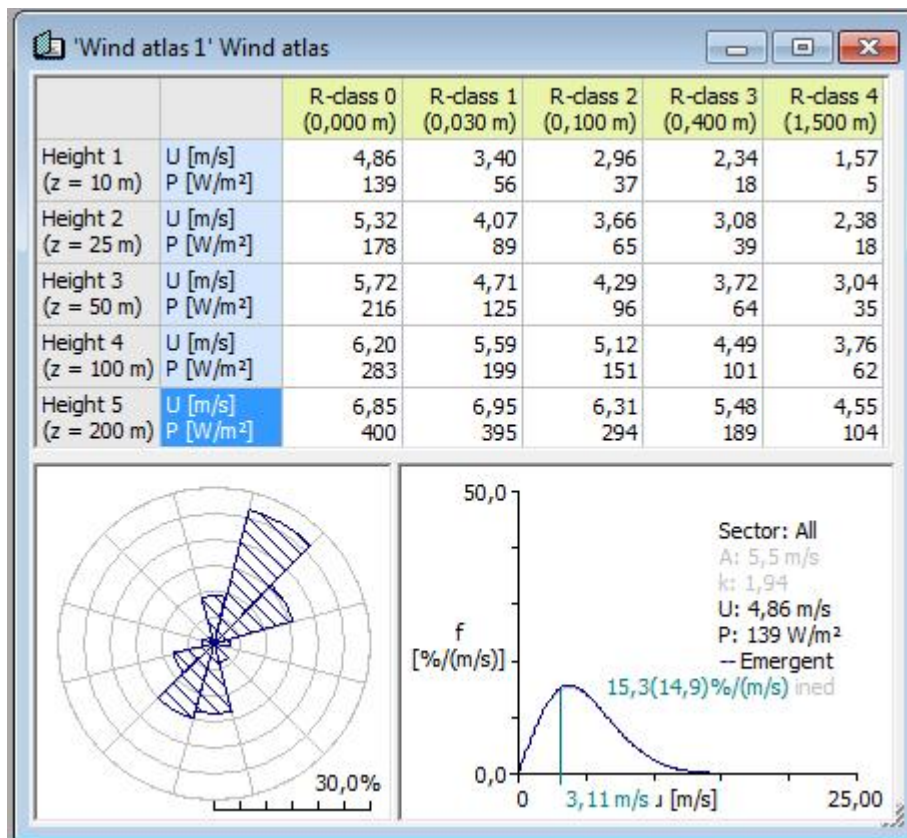 'Wind atlas 1' Wind atlas
R-class 0 R-class 1 R-class 2 R-class 3 R-class 4
(0,000 m) (0,030 m) (0,100 m) (0,400 m) (1,500 m)
Height 1 U [m/s] 4,86 3,40 2,96 2,34 1,57
(z = 10 m) P [W/m²] 139 56 37 18 5
Height 2 U [m/s] 5,32 4,07 3,66 3,08 2,38
(z = 25 m) P [W/m²] 178 89 65 39 18
Height 3 U [m/s] 5,72 4,71 4,29 3,72 3,04
(z = 50 m) P [W/m²] 216 125 96 64 35
Height 4 U [m/s] 6,20 5,59 5,12 4,49 3,76
(z = 100 m) P [W/m²] 283 199 151 101 62
Height 5 U [m/s] 6,85 6,95 6,31 5,48 4,55
(z = 200 m) P [W/m²] 400 395 294 189 104
30,0%
50,0
Sector: All
A: 5,5 m/s
k: 1,94
U: 4,86 m/s
P: 139 W/m²
-- Emergent
f
[%/(m/s)]
15,3(14,9)%/(m/s) ined
0,0
0 3,11 m/s [m/s] 25,00